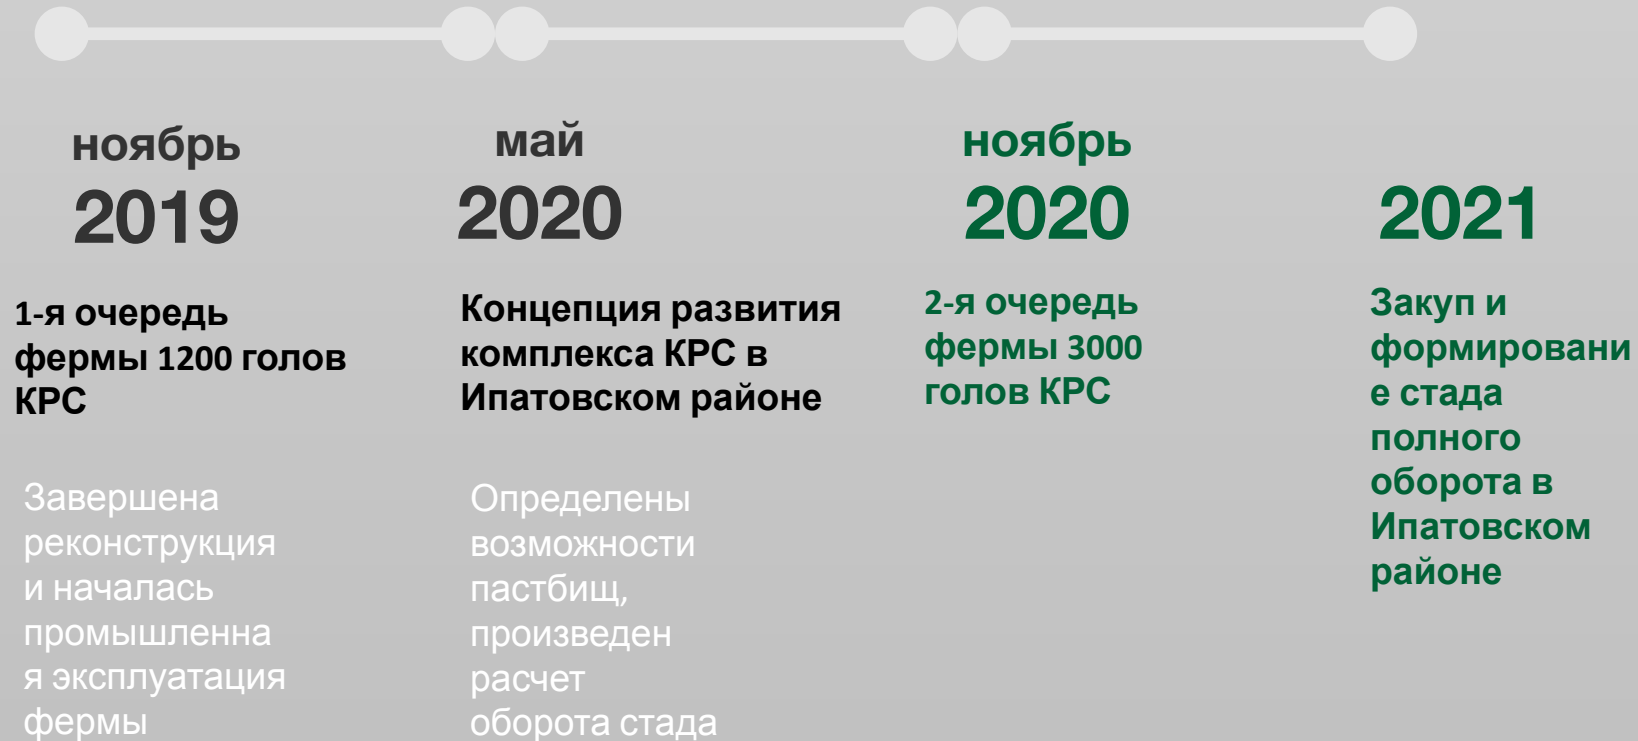 ноябрь
2019
1-я очередь
фермы 1200 голов
КРС
Завершена
реконструкция
и началась
промышленна
я эксплуатация
фермы
май
2020
Концепция развития
комплекса КРС в
Ипатовском районе
Определены
возможности
пастбищ,
произведен
расчет
оборота стада
ноябрь
2020
2-я очередь
фермы 3000
голов КРС
2021
Закуп и
формировани
е стада
полного
оборота в
Ипатовском
районе